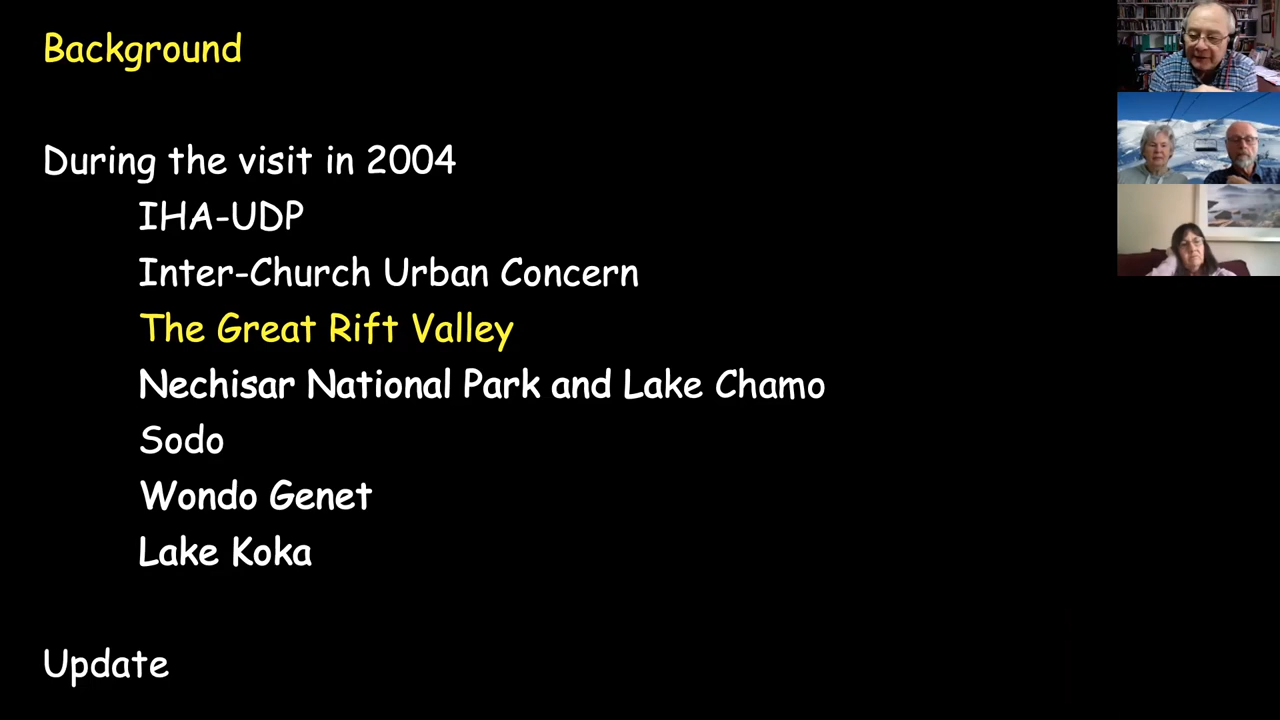 Background
During the visit in 2004
IHA-UDP
Inter-Church Urban Concern
The Great Rift Valley
Nechisar National Park and Lake Chamo
Sodo
Wondo Genet
Lake Koka
Update